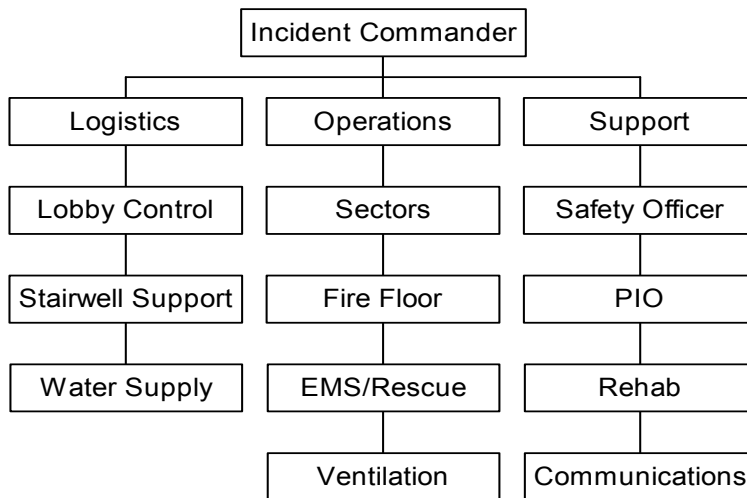 Incident Commander
Logistics
Operations
Support
Lobby Control
Sectors
Safety Officer
Stairwell Support
Fire Floor
PIO
Water Supply
EMS/Rescue
Rehab
Ventilation
Communications